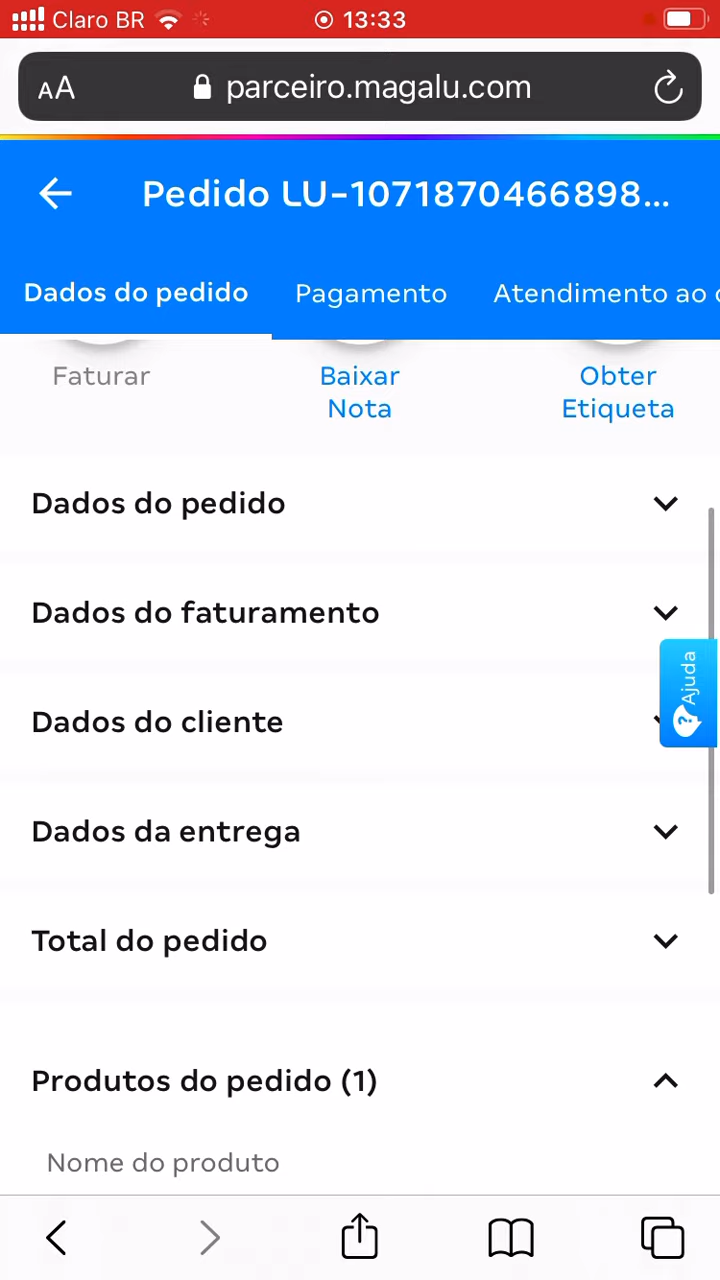 Claro BR 13:33
AA parceiro.magalu.com
Pedido LU-1071870466898...
Dados do pedido Pagamento Atendimento ao c
Faturar Baixar Nota Obter Etiqueta
Dados do pedido
Dados do faturamento
Ajuda
Dados do cliente
Dados da entrega
Total do pedido
Produtos do pedido (1)
Nome do produto